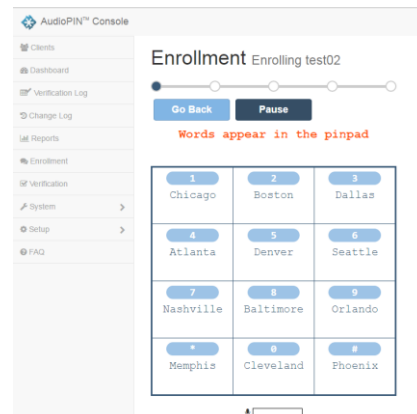 AudioPIN™ Console
Clients
Dashboard
Verification Log
Change Log
Reports
Enrollment
Verification
System
Setup
FAQ
Enrollment Enrolling test02
Go Back Pause
Words appear in the pinpad
1 2 3
Chicago Boston Dallas
4 5 6
Atlanta Denver Seattle
7 8 9
Nashville Baltimore Orlando
* 0 #
Memphis Cleveland Phoenix